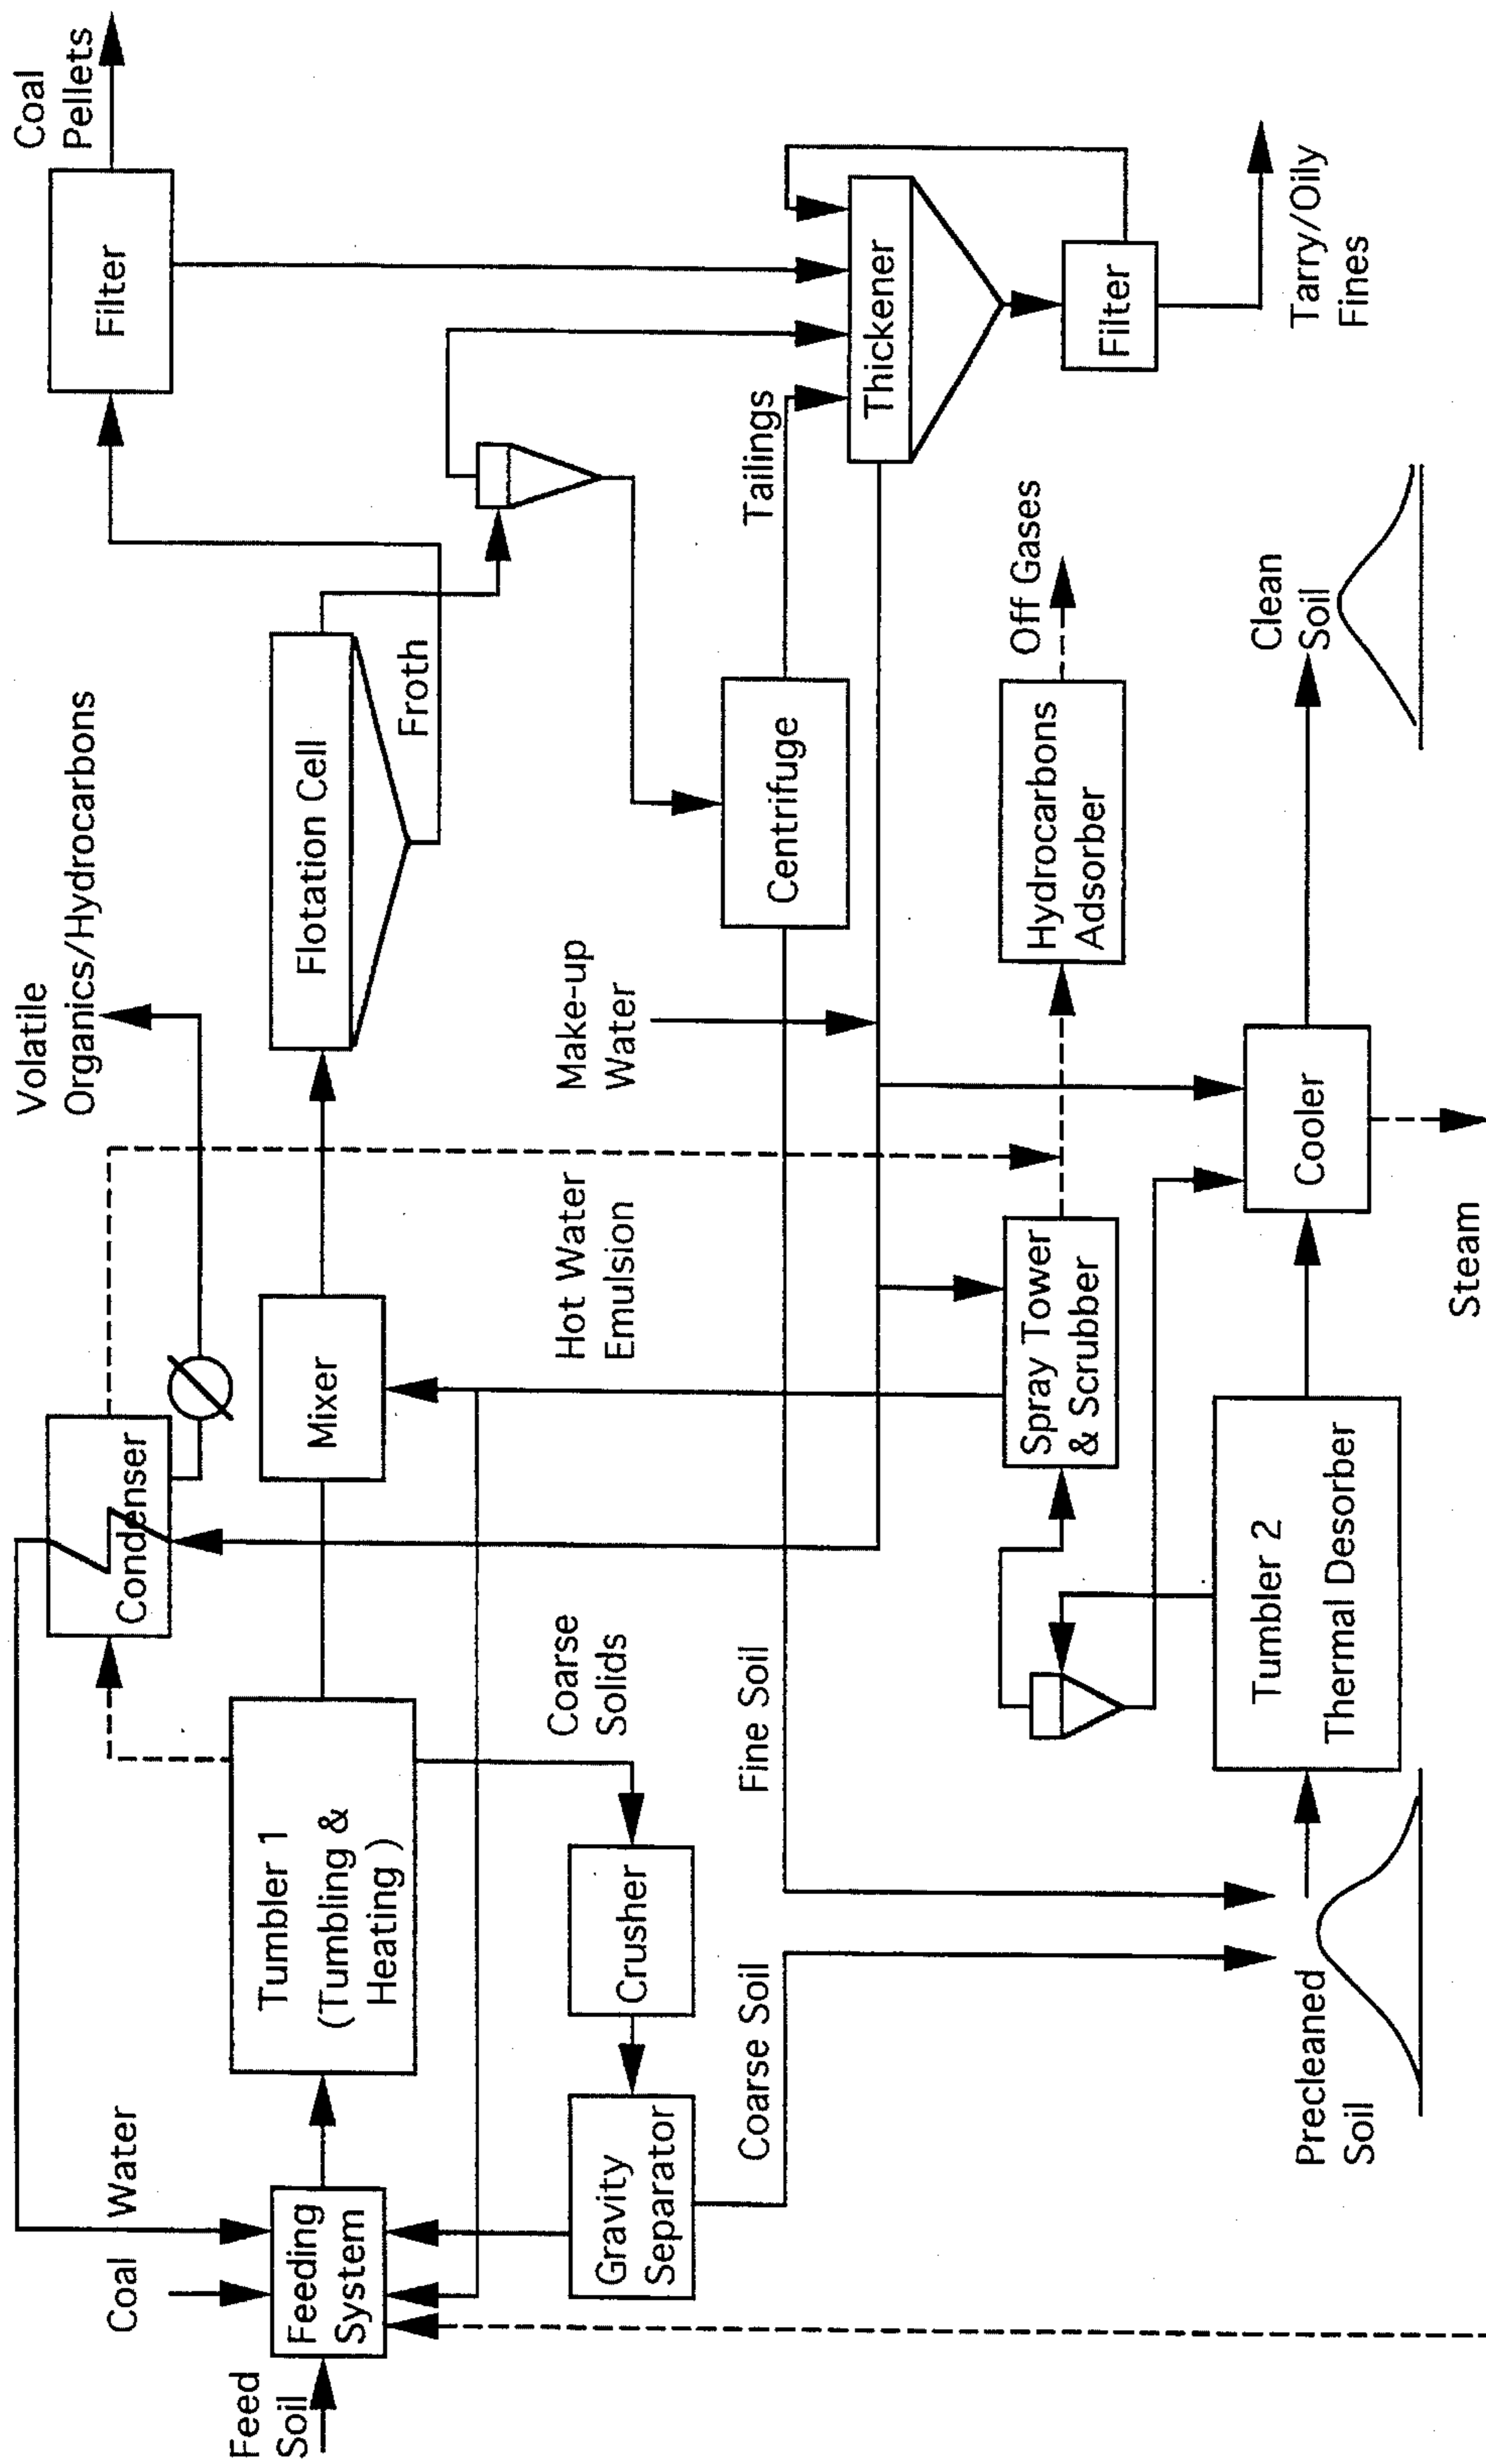 Volatile
Organics/Hydrocarbons
Coal
Pellets
Coal
Water
Condenser
Filter
Feed
Soil
Feeding
System
Tumbler 1
(Tumbling &
Heating )
Mixer
Flotation Cell
Froth
Coarse
Solids
Hot Water
Emulsion
Make-up
Water
Gravity
Separator
Crusher
Centrifuge
Tailings
Coarse Soil
Fine Soil
Thickener
Spray Tower
& Scrubber
Hydrocarbons
Adsorber
Off Gases
Filter
Precleaned
Soil
Tumbler 2
Thermal Desorber
Cooler
Clean
Soil
Tarry/Oily
Fines
Steam